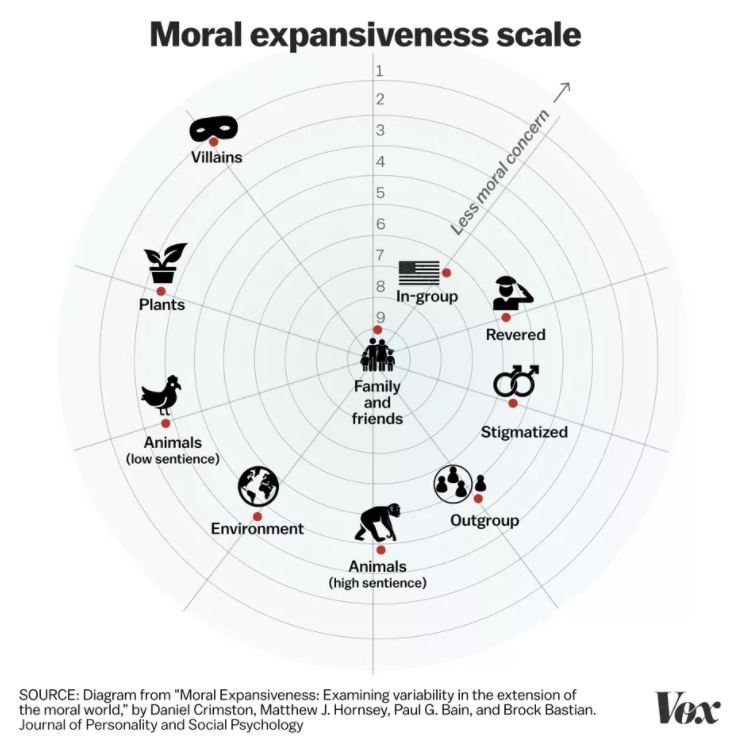 Moral expansiveness scale
1
2
3
4
5
6
7
8
9
Less moral concern
Villains
Plants
In-group
Revered
Family
and
friends
Stigmatized
Animals
(low sentience)
Environment
Outgroup
Animals
(high sentience)
SOURCE: Diagram from "Moral Expansiveness: Examining variability in the extension of
the moral world," by Daniel Crimston, Matthew J. Hornsey, Paul G. Bain, and Brock Bastian.
Journal of Personality and Social Psychology
Vox